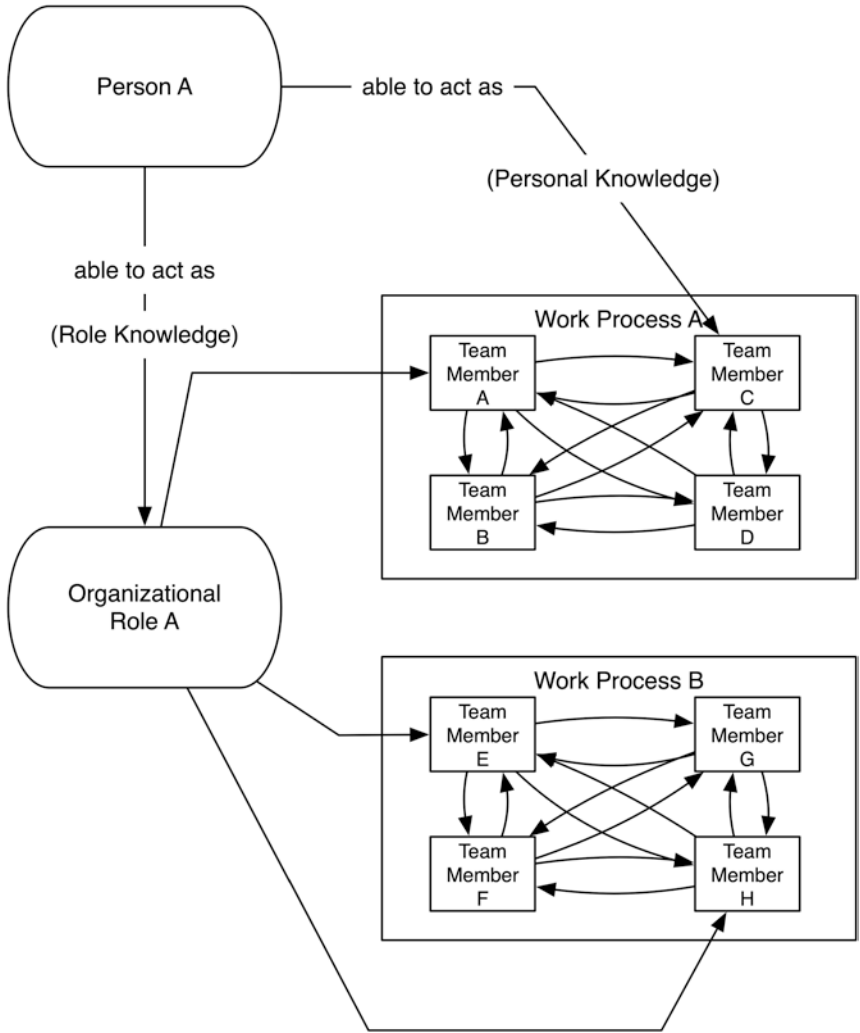 Person A
able to act as
(Personal Knowledge)
able to act as
(Role Knowledge)
Work Process A
Team
Member
A
Team
Member
C
Team
Member
B
Team
Member
D
Organizational
Role A
Work Process B
Team
Member
E
Team
Member
G
Team
Member
F
Team
Member
H